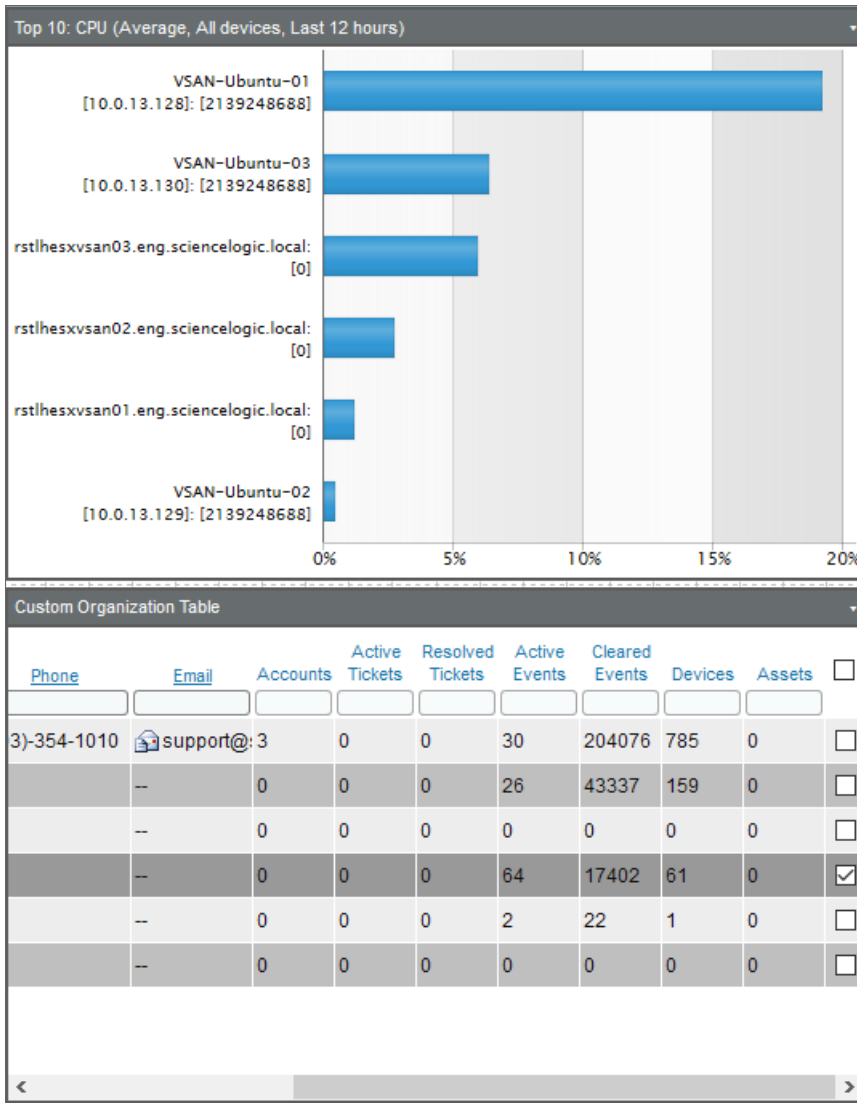 Top 10: CPU (Average, All devices, Last 12 hours)
VSAN-Ubuntu-01
[10.0.13.128]: [2139248688]
VSAN-Ubuntu-03
[10.0.13.130]: [2139248688]
rstlhesxvsan03.eng.sciencelogic.local:
[0]
rstlhesxvsan02.eng.sciencelogic.local:
[0]
rstlhesxvsan01.eng.sciencelogic.local:
[0]
VSAN-Ubuntu-02
[10.0.13.129]: [2139248688]
0% 5% 10% 15% 20%
Custom Organization Table
Active Resolved Active Cleared
Phone Email Accounts Tickets Tickets Events Events Devices Assets
3)-354-1010 support@: 3 0 0 30 204076 785 0
-- 0 0 0 26 43337 159 0
-- 0 0 0 0 0 0 0
-- 0 0 0 64 17402 61 0
-- 0 0 0 2 22 1 0
-- 0 0 0 0 0 0 0